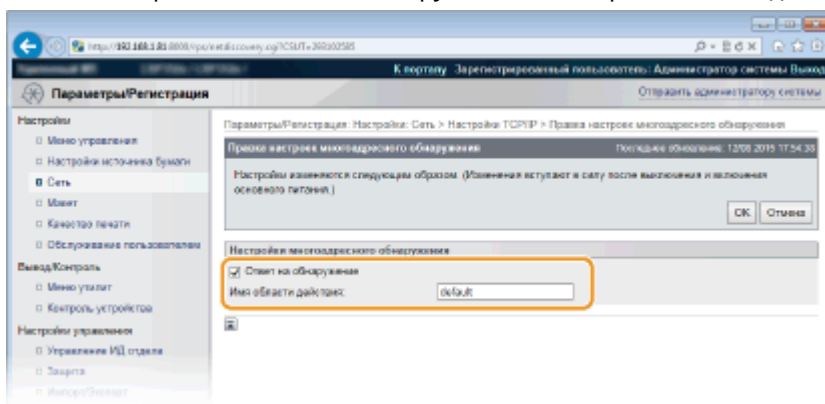 К порталу Зарегистрированный пользователь: Администратор системы Выход
Параметры/Регистрация
Отправить администратору системы
Настройки
Меню управления
Настройки источника бумаги
Сеть
Макет
Качество печати
Обслуживание пользователем
Вывод/Контроль
Меню утилит
Контроль устройства
Настройки управления
Управление ИД отдела
Защита
Импорт/Экспорт
Параметры/Регистрация: Настройки: Сеть > Настройки TCP/IP > Правка настроек многоадресного обнаружения
Правка настроек многоадресного обнаружения
Последнее обновление: 2015 17:54:38
Настройки изменяются следующим образом. (Изменения вступают в силу после выключения и включения
основного питания.)
OK
Отмена
Настройки многоадресного обнаружения
Ответ на обнаружение
Имя области действия:
default